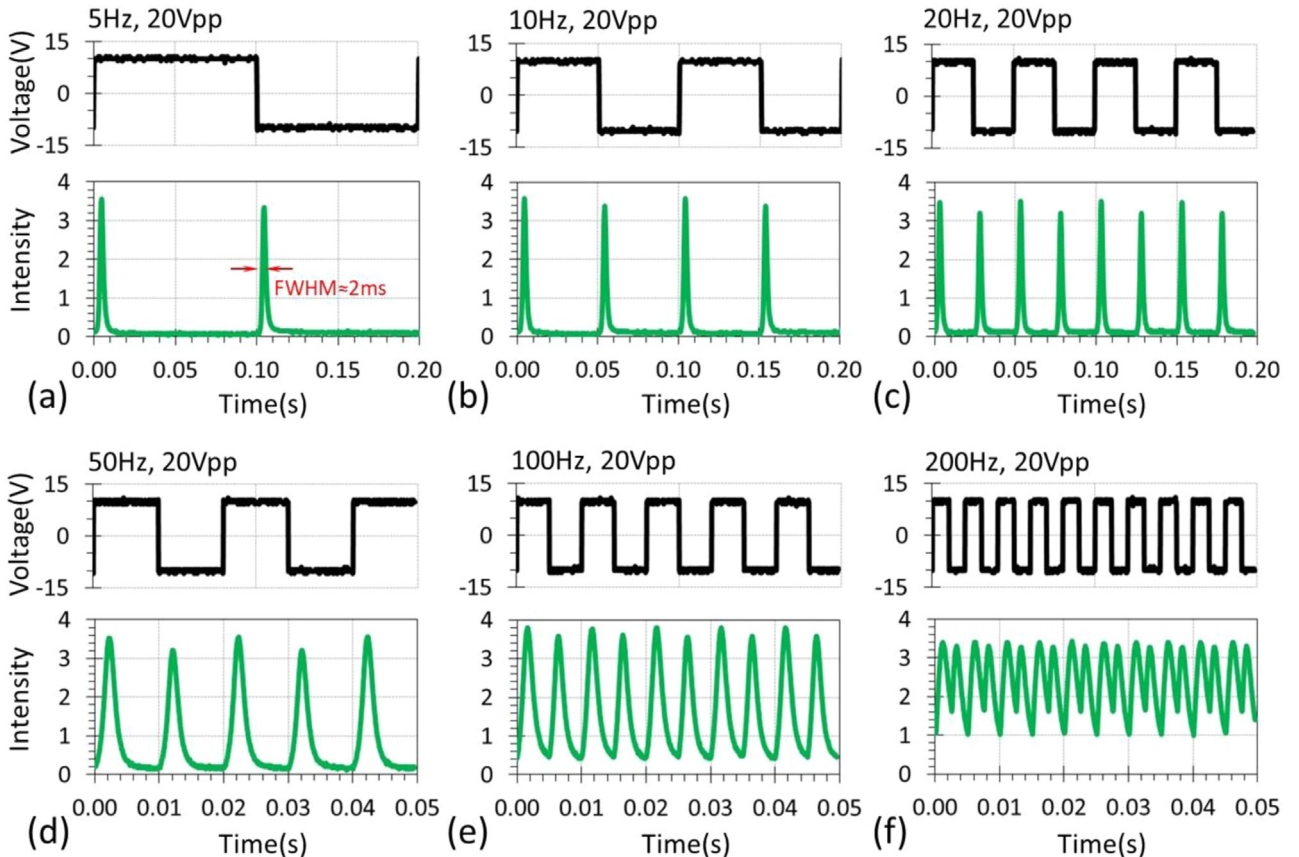 5Hz, 20Vpp
10Hz, 20Vpp
20Hz, 20Vpp
Voltage(V)
15
0
-15
15
0
-15
15
0
-15
Intensity
4
3
2
1
0
FWHM≈2ms
4
3
2
1
0
4
3
2
1
0
0.00 0.05 0.10 0.15 0.20
0.00 0.05 0.10 0.15 0.20
0.00 0.05 0.10 0.15 0.20
(a) Time(s)
(b) Time(s)
(c) Time(s)
50Hz, 20Vpp
100Hz, 20Vpp
200Hz, 20Vpp
Voltage(V)
15
0
-15
15
0
-15
15
0
-15
Intensity
4
3
2
1
0
4
3
2
1
0
4
3
2
1
0
0.00 0.01 0.02 0.03 0.04 0.05
0.00 0.01 0.02 0.03 0.04 0.05
0.00 0.01 0.02 0.03 0.04 0.05
(d) Time(s)
(e) Time(s)
(f) Time(s)